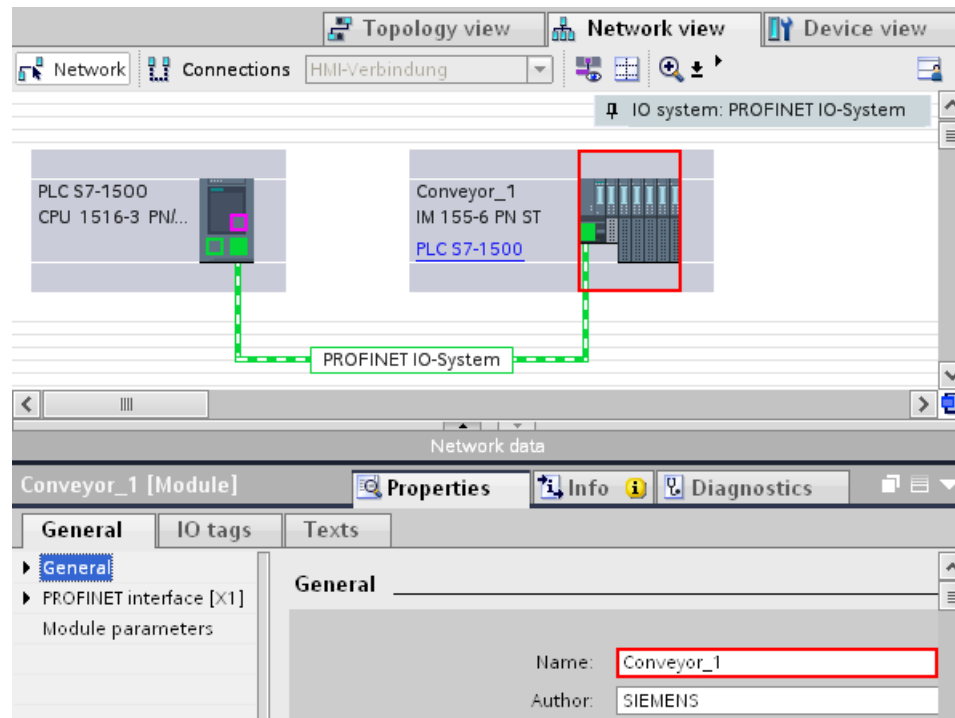 Topology view Network view Device view
Network Connections HMI-Verbindung
IO system: PROFINET IO-System
PLC S7-1500
CPU 1516-3 PN/...
Conveyor_1
IM 155-6 PN ST
PLC S7-1500
PROFINET IO-System
Network data
Conveyor_1 [Module] Properties Info Diagnostics
General IO tags Texts
General
PROFINET interface [X1]
Module parameters
General
Name: Conveyor_1
Author: SIEMENS